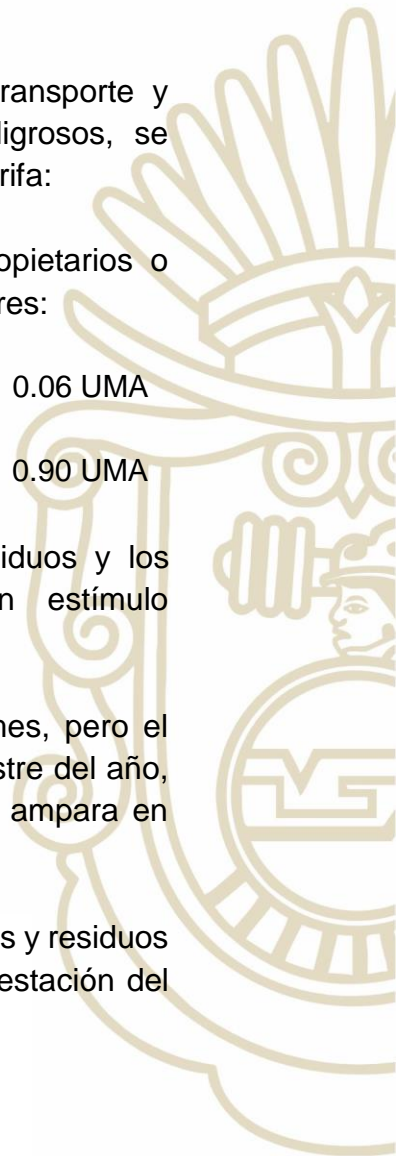 ransporte y
ligrosos, se
rifa:
opietarios o
res:
0.06 UMA
0.90 UMA
siduos y los
n estímulo
nes, pero el
stre del año,
ampara en
s y residuos
estación del